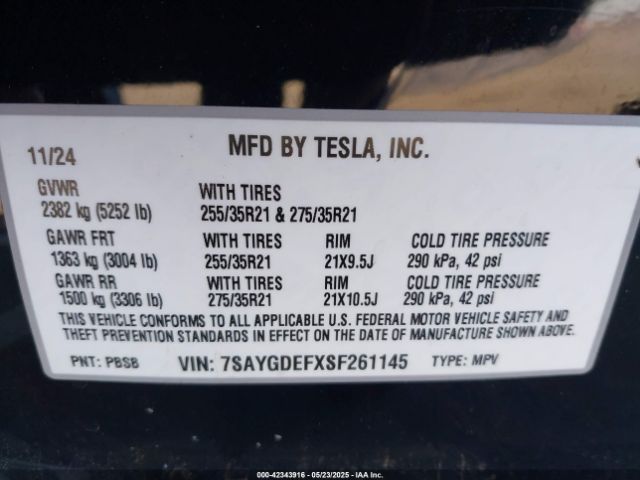 11/24 MFD BY TESLA, INC.
GVWR WITH TIRES
2382 kg (5252 lb) 255/35R21 & 275/35R21
GAWR FRT WITH TIRES RIM COLD TIRE PRESSURE
1363 kg (3004 lb) 255/35R21 21X9.5J 290 kPa, 42 psi
GAWR RR WITH TIRES RIM COLD TIRE PRESSURE
1500 kg (3306 lb) 275/35R21 21X10.5J 290 kPa, 42 psi
THIS VEHICLE CONFORMS TO ALL APPLICABLE U.S. FEDERAL MOTOR VEHICLE SAFETY AND
THEFT PREVENTION STANDARDS IN EFFECT ON THE DATE OF MANUFACTURE SHOWN ABOVE.
PNT: PBSB VIN: 7SAYGDEFXSF261145 TYPE: MPV
000-42343916 - 05/23/2025 - IAA Inc.